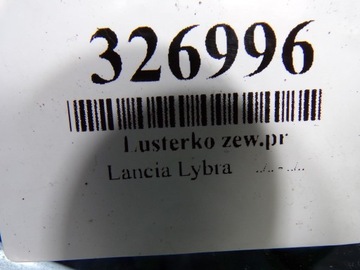 326996
Lusterko zew.pr
Lancia Lybra